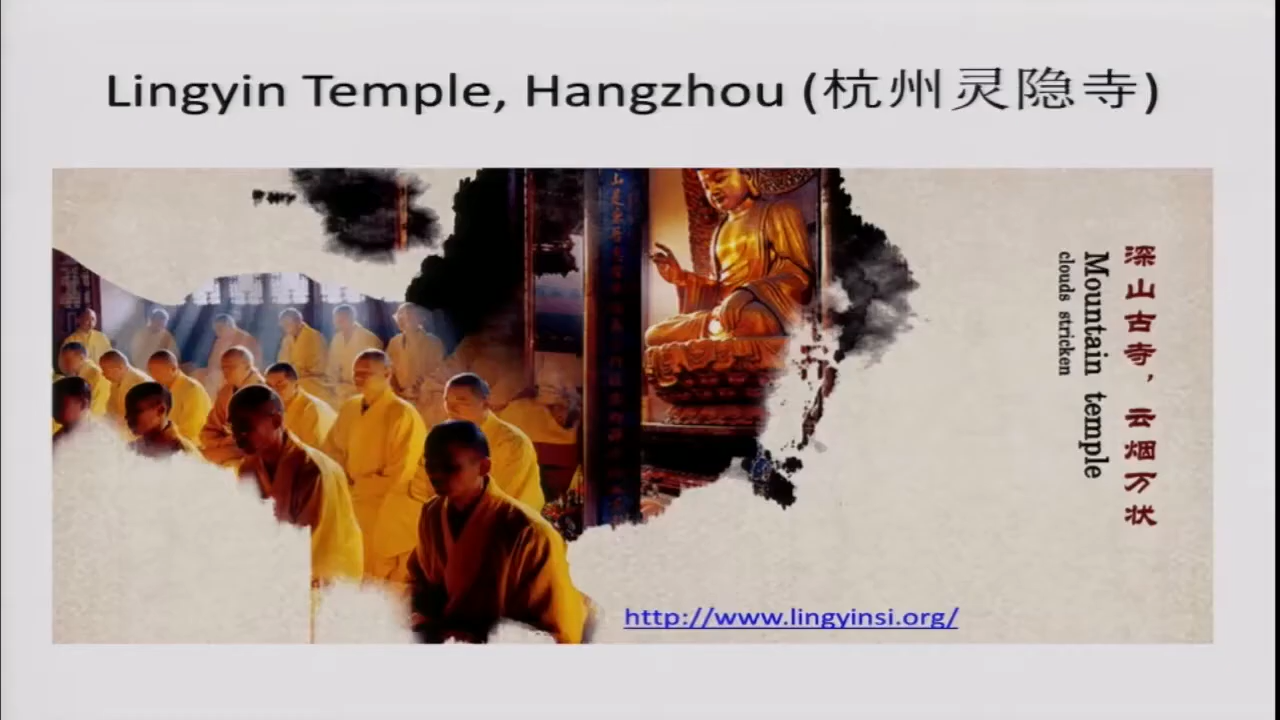 Lingyin Temple, Hangzhou (杭州灵隐寺)
深山古寺，云烟万状
Mountain temple
clouds stricken
http://www.lingyinsi.org/